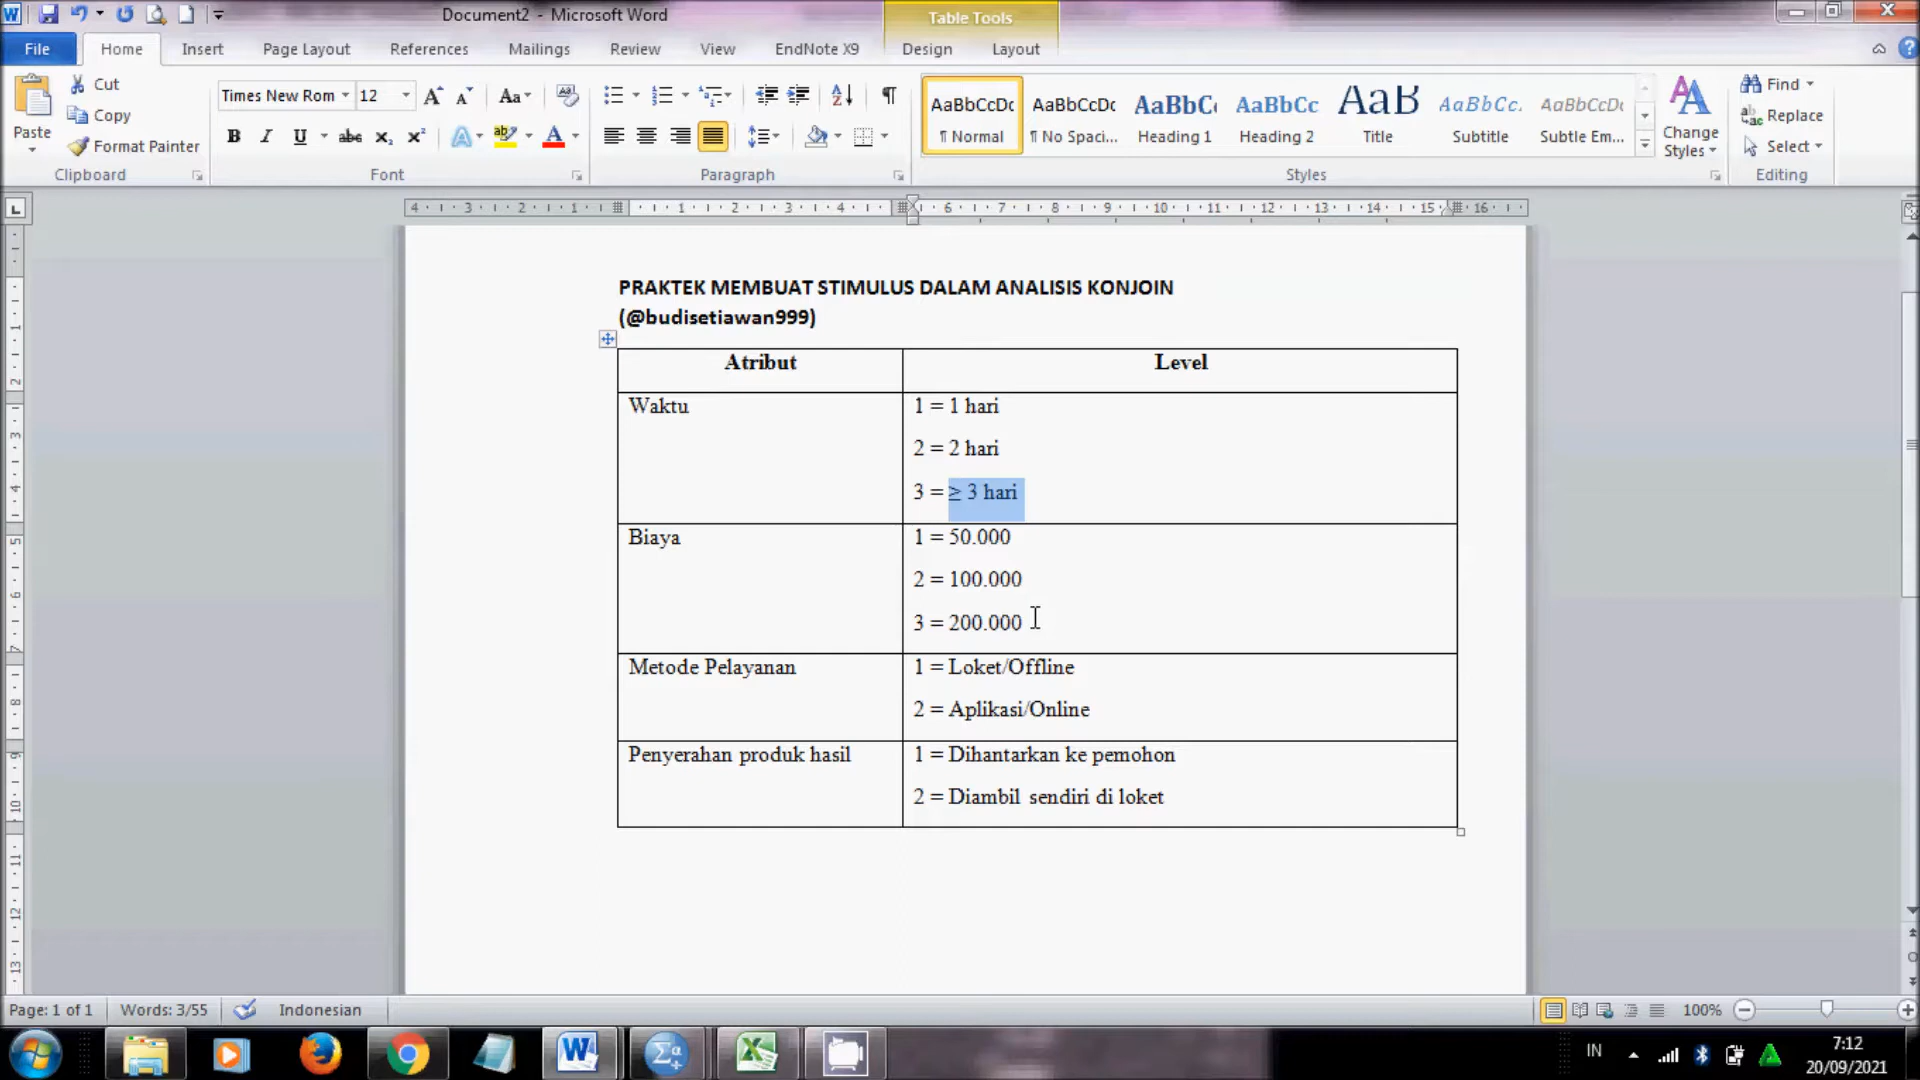 Document2 - Microsoft Word
Table Tools
File
Home
Insert
Page Layout
References
Mailings
Review
View
EndNote X9
Design
Layout
Paste
Cut
Copy
Format Painter
Clipboard
Times New Rom
12
Font
Paragraph
AaBbCcDc
¶ Normal
AaBbCcDc
¶ No Spaci...
AaBbC
Heading 1
AaBbCc
Heading 2
AaB
Title
AaBbCc.
Subtitle
AaBbCcDc
Subtle Em...
Styles
Change
Styles
Find
Replace
Select
Editing
PRAKTEK MEMBUAT STIMULUS DALAM ANALISIS KONJOIN
(@budisetiawan999)
Atribut
Level
Waktu
1 = 1 hari
2 = 2 hari
3 = ≥ 3 hari
Biaya
1 = 50.000
2 = 100.000
3 = 200.000
Metode Pelayanan
1 = Loket/Offline
2 = Aplikasi/Online
Penyerahan produk hasil
1 = Dihantarkan ke pemohon
2 = Diambil sendiri di loket
Page: 1 of 1
Words: 3/55
Indonesian
100%
IN
7:12
20/09/2021